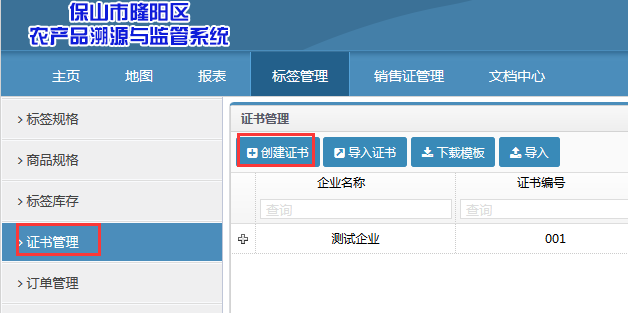 保山市隆阳区
农产品溯源与监管系统
主页 地图 报表 标签管理 销售证管理 文档中心
标签规格
商品规格
标签库存
证书管理
订单管理
证书管理
创建证书 导入证书 下载模板 导入
企业名称 证书编号
查询 查询
测试企业 001